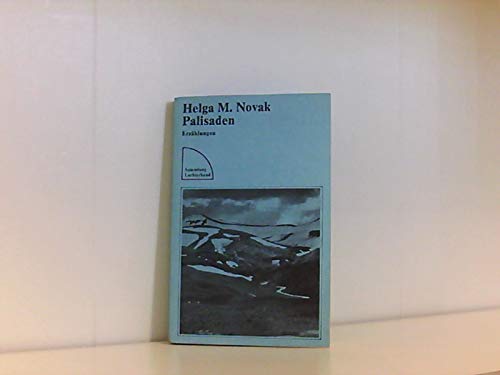 Helga M. Novak
Palisaden
Erzählungen
Sammlung
Luchterhand